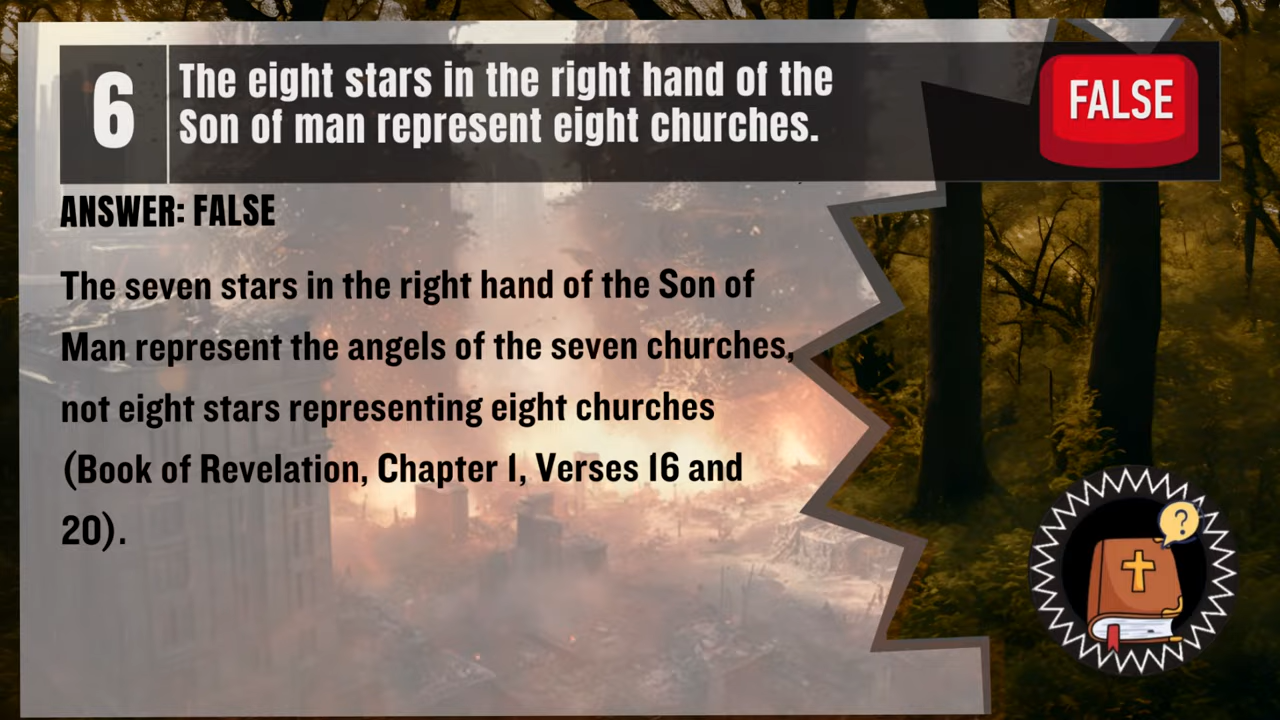 6
The eight stars in the right hand of the
Son of man represent eight churches.
FALSE
ANSWER: FALSE
The seven stars in the right hand of the Son of
Man represent the angels of the seven churches,
not eight stars representing eight churches
(Book of Revelation, Chapter 1, Verses 16 and
20).
?